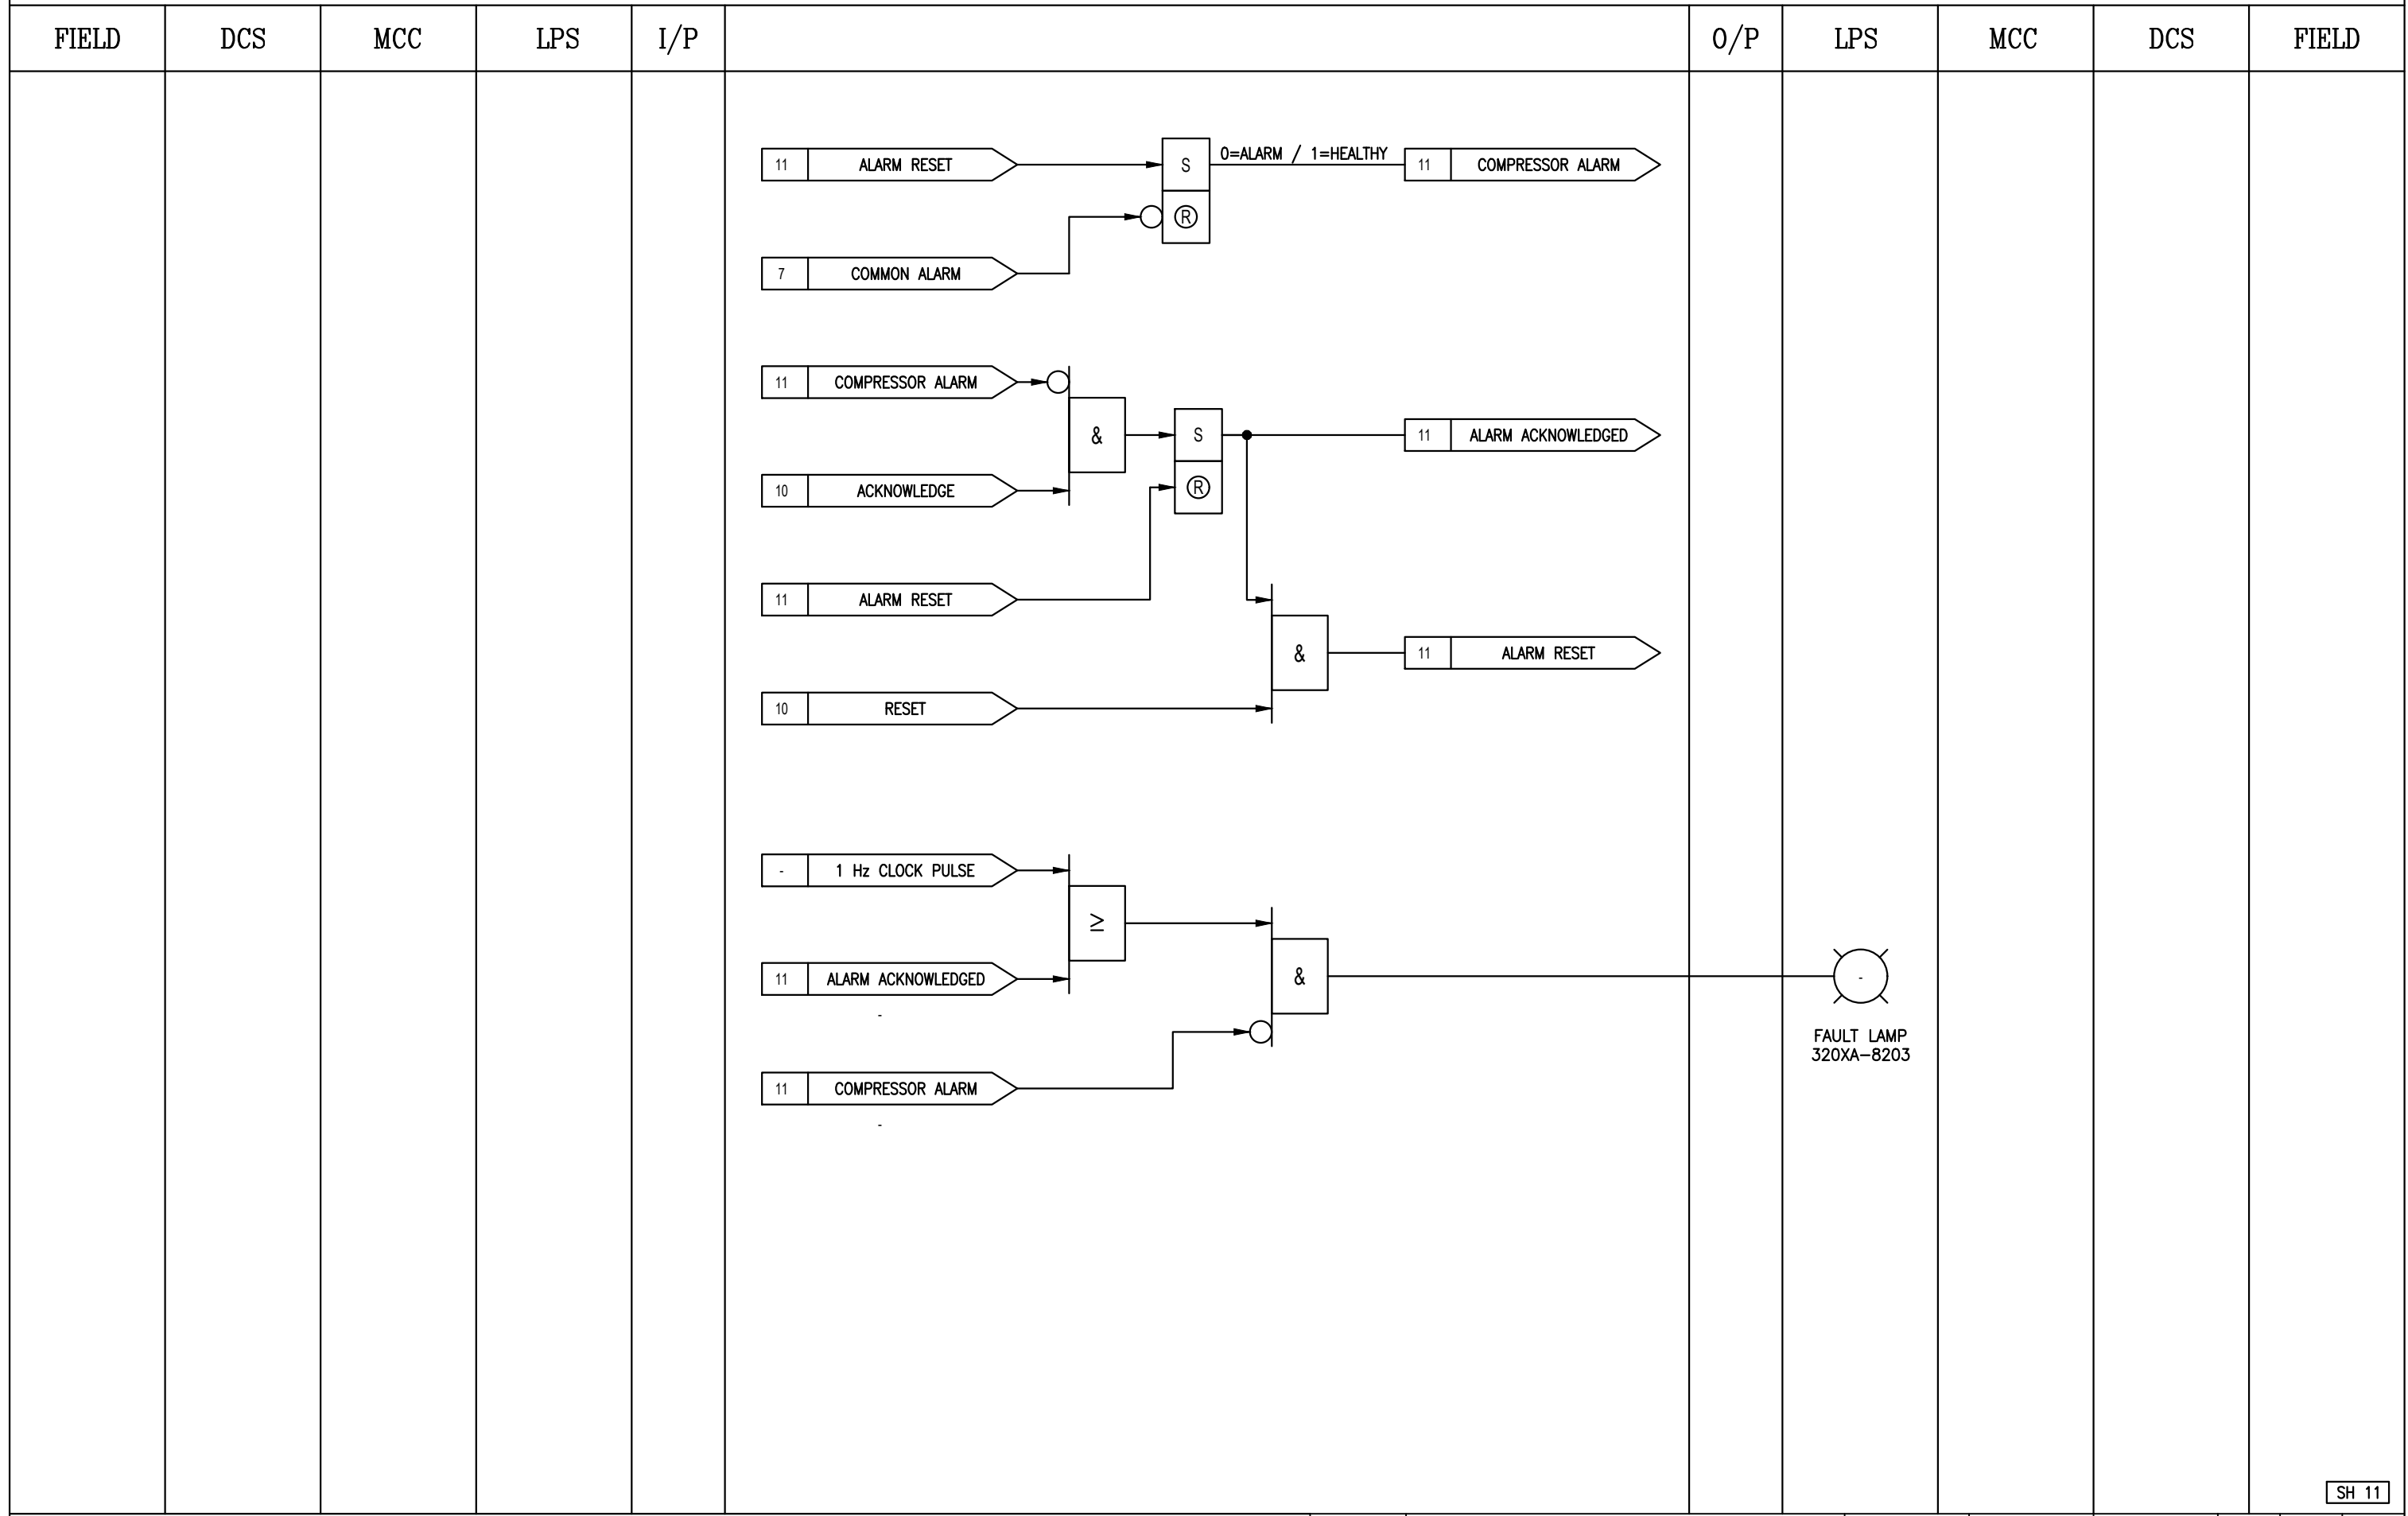 FIELD DCS MCC LPS I/P O/P LPS MCC DCS FIELD
11 ALARM RESET S 0=ALARM / 1=HEALTHY 11 COMPRESSOR ALARM
R
7 COMMON ALARM
11 COMPRESSOR ALARM
& S 11 ALARM ACKNOWLEDGED
10 ACKNOWLEDGE R
11 ALARM RESET
& 11 ALARM RESET
10 RESET
- 1 Hz CLOCK PULSE
≥
11 ALARM ACKNOWLEDGED & -
-
FAULT LAMP
320XA-8203
11 COMPRESSOR ALARM
-
SH 11